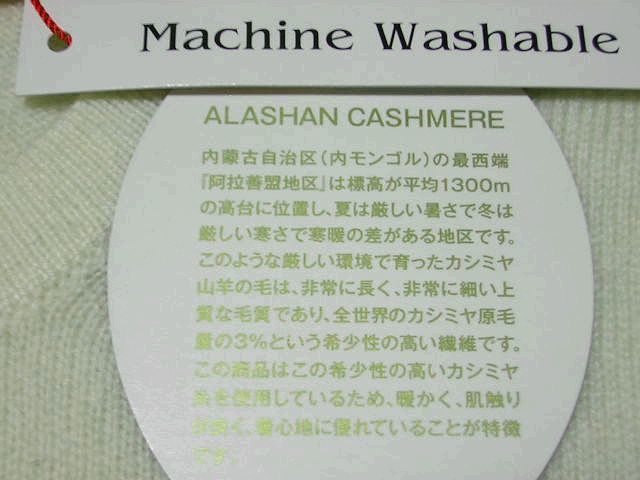 Machine Washable
ALASHAN CASHMERE
内蒙古自治区(内モンゴル)の最西端
『阿拉善盟地区』は標高が平均1300m
の高台に位置し、夏は厳しい暑さで冬は
厳しい寒さで寒暖の差がある地区です。
このような厳しい環境で育ったカシミヤ
山羊の毛は、非常に長く、非常に細い上
質な毛質であり、全世界のカシミヤ原毛
量の3%という希少性の高い繊維です。
この商品はこの希少性の高いカシミヤ
糸を使用しているため、暖かく、肌触り
が良く、着心地に優れていることが特徴
です。